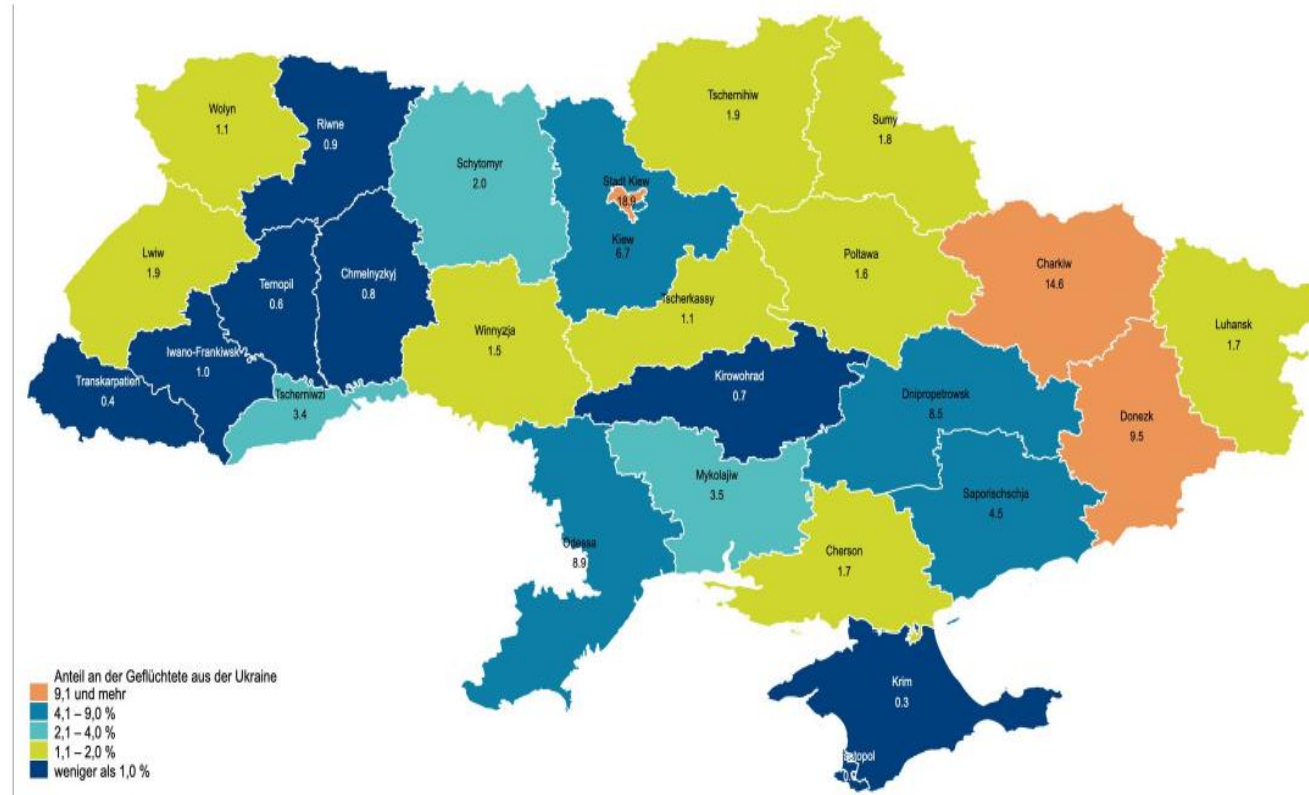 Wolyn
1.1
Riwne
0.9
Schytomyr
2.0
Stadt Kiew
18.9
Kiew
6.7
Tschernihiw
1.9
Sumy
1.8
Lwiw
1.9
Ternopil
0.6
Chmelnyzkyj
0.8
Winnyzja
1.5
Tscherkassy
1.1
Poltawa
1.6
Charkiw
14.6
Luhansk
1.7
Transkarpatien
0.4
Iwano-Frankiwsk
1.0
Tscherniwzi
3.4
Kirowohrad
0.7
Dnipropetrowsk
8.5
Donezk
9.5
Odessa
8.9
Mykolajiw
3.5
Saporischschja
4.5
Cherson
1.7
Krim
0.3
Anteil an der Geflüchtete aus der Ukraine
9,1 und mehr
4,1 – 9,0 %
2,1 – 4,0 %
1,1 – 2,0 %
weniger als 1,0 %